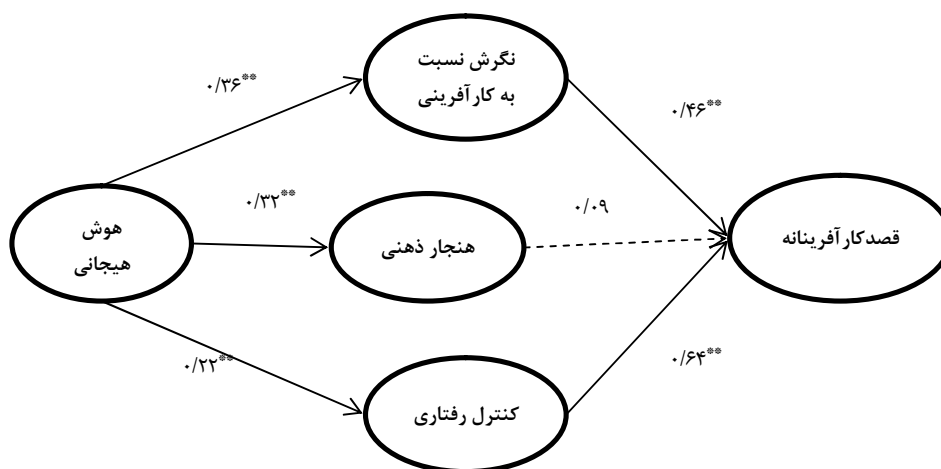 نگرش نسبت
به کارآفرینی
۰/۳۶**
۰/۴۶**
هوش
هیجانی
۰/۳۲**
هنجار ذهنی
۰/۰۹
قصدکارآفرینانه
۰/۲۲**
کنترل رفتاری
۰/۶۴**